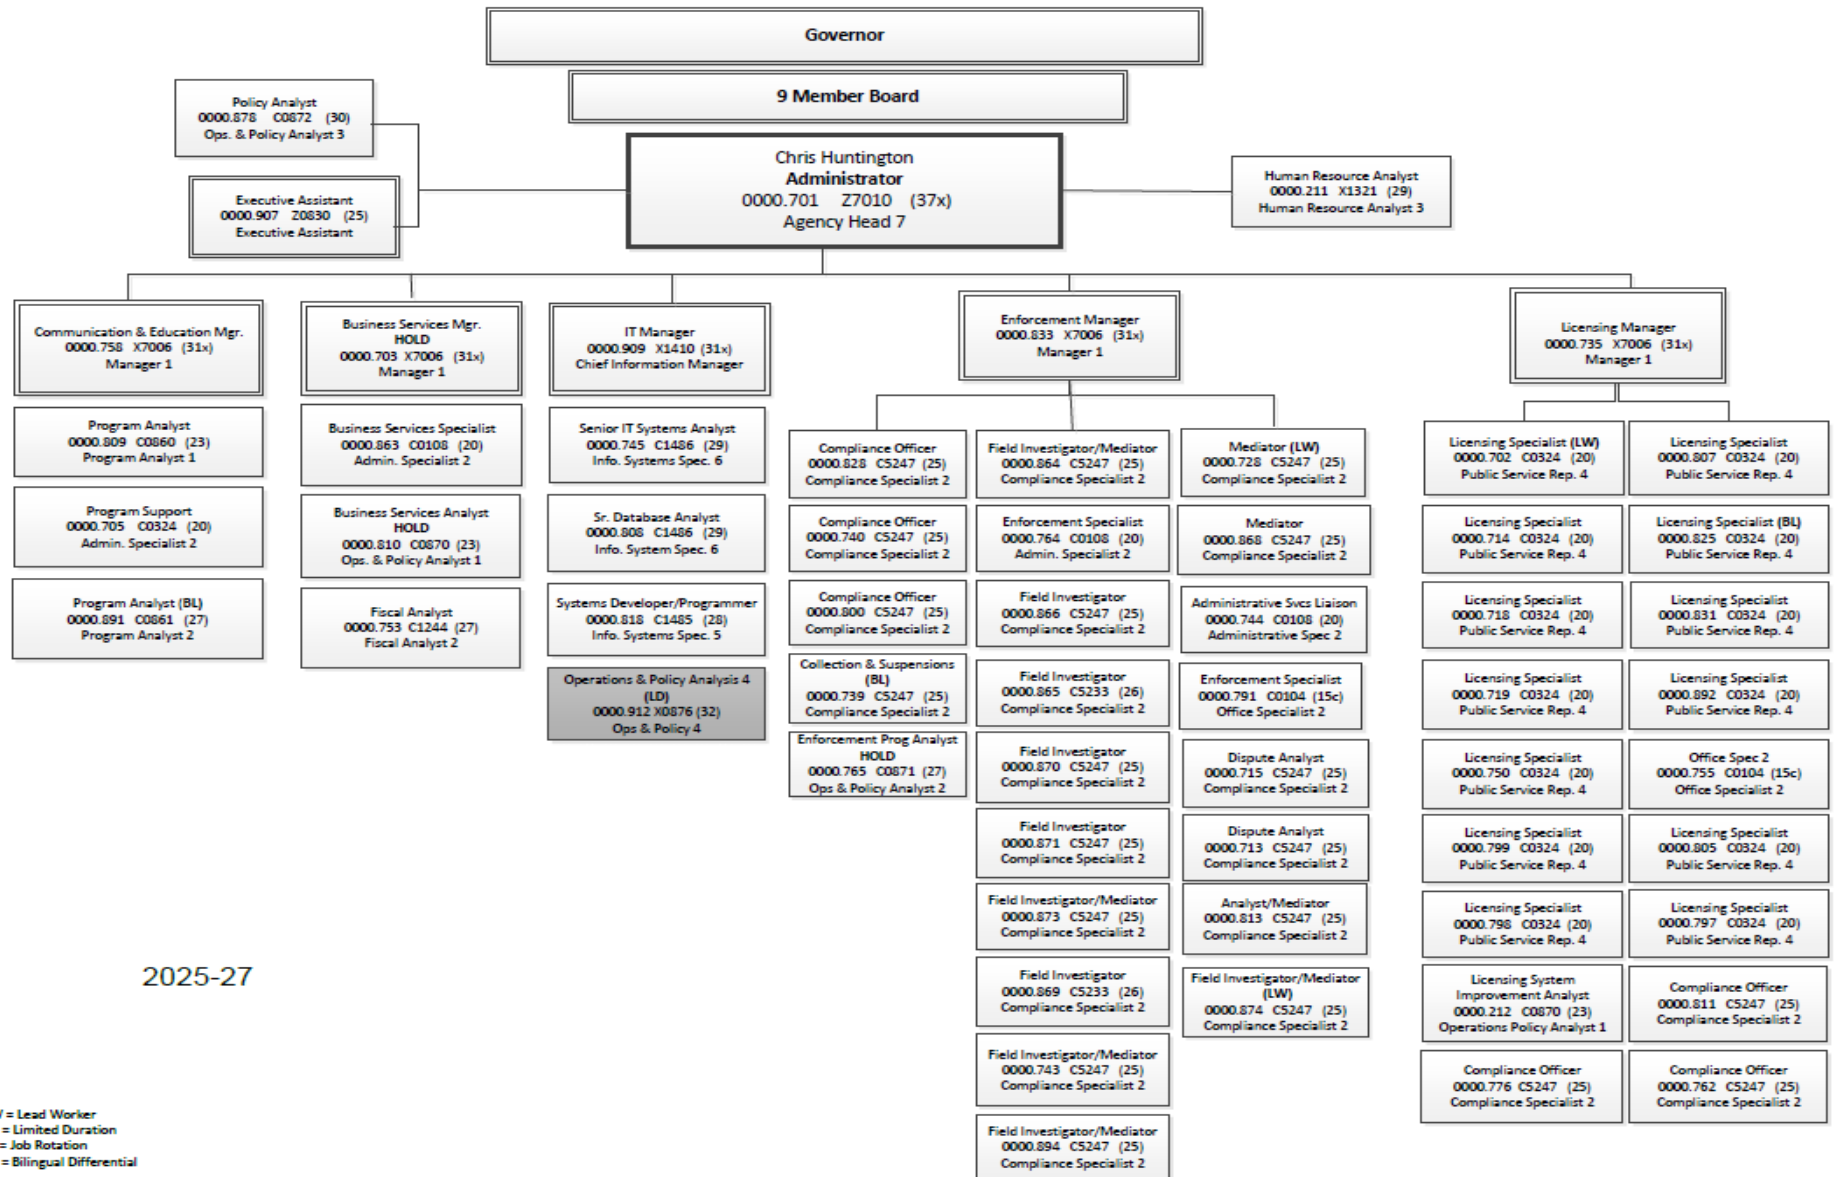 Governor
9 Member Board
Policy Analyst
0000.878 C0872 (30)
Ops. & Policy Analyst 3
Executive Assistant
0000.907 Z0830 (25)
Executive Assistant
Chris Huntington
Administrator
0000.701 Z7010 (37x)
Agency Head 7
Human Resource Analyst
0000.211 X1321 (29)
Human Resource Analyst 3
Communication & Education Mgr.
0000.758 X7006 (31x)
Manager 1
Program Analyst
0000.809 C0860 (23)
Program Analyst 1
Program Support
0000.705 C0324 (20)
Admin. Specialist 2
Program Analyst (BL)
0000.891 C0861 (27)
Program Analyst 2
Business Services Mgr.
HOLD
0000.703 X7006 (31x)
Manager 1
Business Services Specialist
0000.863 C0108 (20)
Admin. Specialist 2
Business Services Analyst
HOLD
0000.810 C0870 (23)
Ops. & Policy Analyst 1
Fiscal Analyst
0000.753 C1244 (27)
Fiscal Analyst 2
IT Manager
0000.909 X1410 (31x)
Chief Information Manager
Senior IT Systems Analyst
0000.745 C1486 (29)
Info. Systems Spec. 6
Sr. Database Analyst
0000.808 C1486 (29)
Info. System Spec. 6
Systems Developer/Programmer
0000.818 C1485 (28)
Info. Systems Spec. 5
Operations & Policy Analysis 4
(LD)
0000.912 X0876 (32)
Ops & Policy 4
Enforcement Manager
0000.833 X7006 (31x)
Manager 1
Compliance Officer
0000.828 C5247 (25)
Compliance Specialist 2
Compliance Officer
0000.740 C5247 (25)
Compliance Specialist 2
Compliance Officer
0000.800 C5247 (25)
Compliance Specialist 2
Collection & Suspensions
(BL)
0000.739 C5247 (25)
Compliance Specialist 2
Enforcement Prog Analyst
HOLD
0000.765 C0871 (27)
Ops & Policy Analyst 2
Field Investigator/Mediator
0000.864 C5247 (25)
Compliance Specialist 2
Enforcement Specialist
0000.764 C0108 (20)
Admin. Specialist 2
Field Investigator
0000.866 C5247 (25)
Compliance Specialist 2
Field Investigator
0000.865 C5233 (26)
Compliance Specialist 2
Field Investigator
0000.870 C5247 (25)
Compliance Specialist 2
Field Investigator
0000.871 C5247 (25)
Compliance Specialist 2
Field Investigator/Mediator
0000.873 C5247 (25)
Compliance Specialist 2
Field Investigator
0000.869 C5233 (26)
Compliance Specialist 2
Field Investigator/Mediator
0000.743 C5247 (25)
Compliance Specialist 2
Field Investigator/Mediator
0000.894 C5247 (25)
Compliance Specialist 2
Mediator (LW)
0000.728 C5247 (25)
Compliance Specialist 2
Mediator
0000.868 C5247 (25)
Compliance Specialist 2
Administrative Svcs Liaison
0000.744 C0108 (20)
Administrative Spec 2
Enforcement Specialist
0000.791 C0104 (15c)
Office Specialist 2
Dispute Analyst
0000.715 C5247 (25)
Compliance Specialist 2
Dispute Analyst
0000.713 C5247 (25)
Compliance Specialist 2
Analyst/Mediator
0000.813 C5247 (25)
Compliance Specialist 2
Field Investigator/Mediator
(LW)
0000.874 C5247 (25)
Compliance Specialist 2
Licensing Manager
0000.735 X7006 (31x)
Manager 1
Licensing Specialist (LW)
0000.702 C0324 (20)
Public Service Rep. 4
Licensing Specialist
0000.714 C0324 (20)
Public Service Rep. 4
Licensing Specialist
0000.718 C0324 (20)
Public Service Rep. 4
Licensing Specialist
0000.719 C0324 (20)
Public Service Rep. 4
Licensing Specialist
0000.750 C0324 (20)
Public Service Rep. 4
Licensing Specialist
0000.799 C0324 (20)
Public Service Rep. 4
Licensing Specialist
0000.798 C0324 (20)
Public Service Rep. 4
Licensing System
Improvement Analyst
0000.212 C0870 (23)
Operations Policy Analyst 1
Compliance Officer
0000.776 C5247 (25)
Compliance Specialist 2
Licensing Specialist
0000.807 C0324 (20)
Public Service Rep. 4
Licensing Specialist (BL)
0000.825 C0324 (20)
Public Service Rep. 4
Licensing Specialist
0000.831 C0324 (20)
Public Service Rep. 4
Licensing Specialist
0000.892 C0324 (20)
Public Service Rep. 4
Office Spec 2
0000.755 C0104 (15c)
Office Specialist 2
Licensing Specialist
0000.805 C0324 (20)
Public Service Rep. 4
Licensing Specialist
0000.797 C0324 (20)
Public Service Rep. 4
Compliance Officer
0000.811 C5247 (25)
Compliance Specialist 2
Compliance Officer
0000.762 C5247 (25)
Compliance Specialist 2
2025-27
= Lead Worker
= Limited Duration
= Job Rotation
= Bilingual Differential